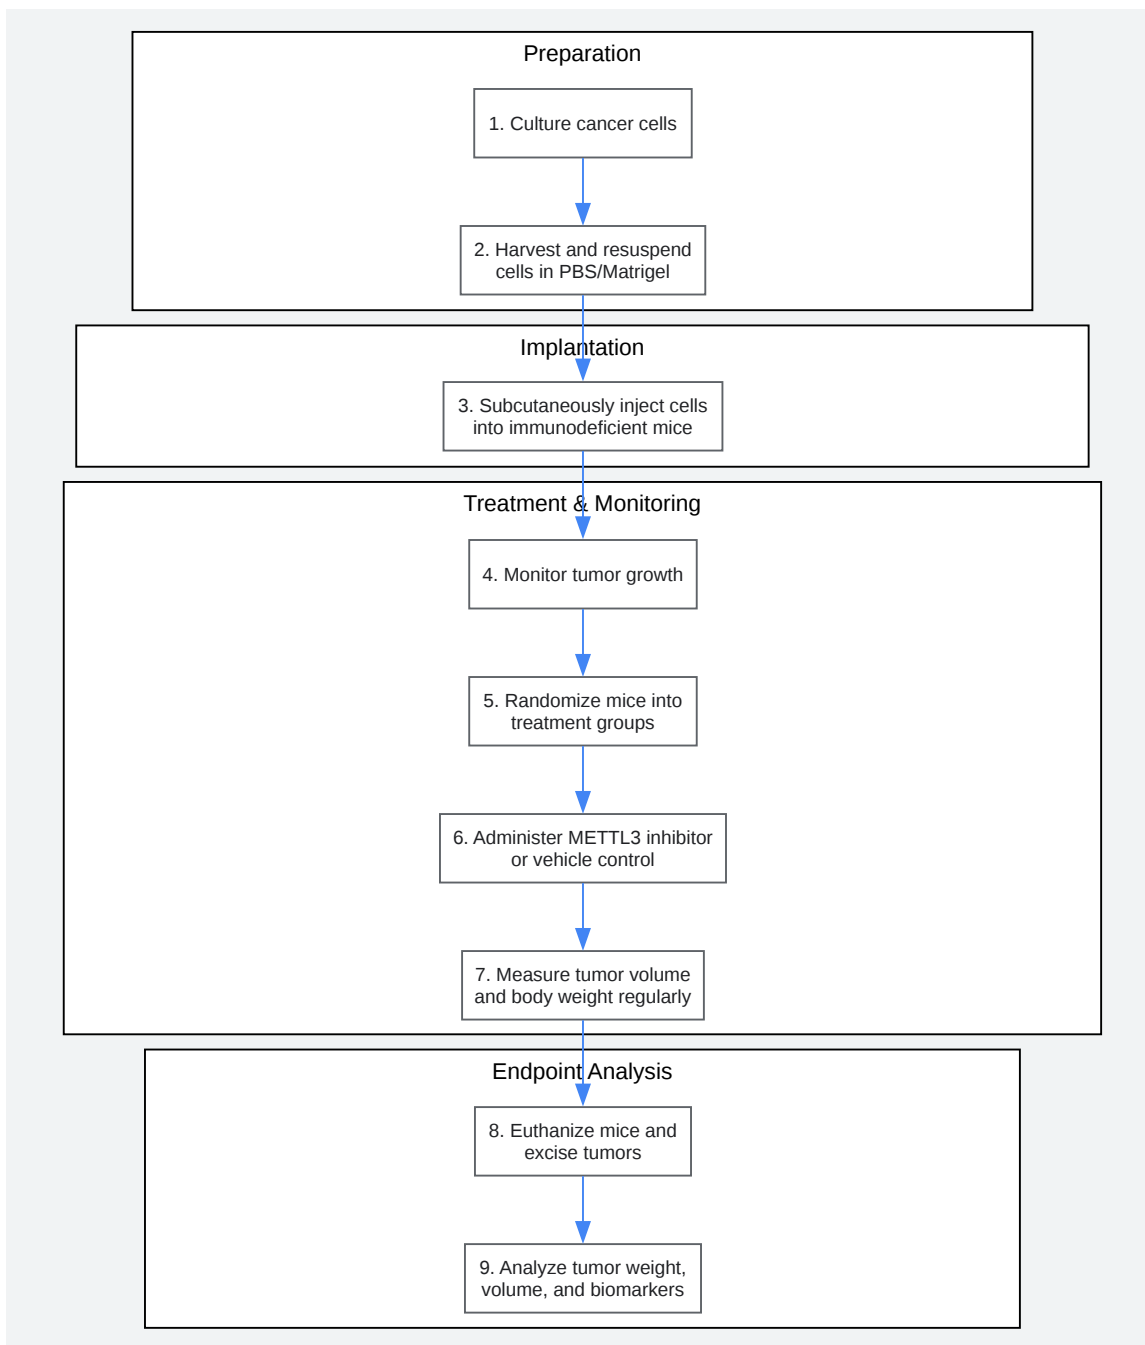 Preparation
1. Culture cancer cells
2. Harvest and resuspend
cells in PBS/Matrigel
Implantation
3. Subcutaneously inject cells
into immunodeficient mice
Treatment & Monitoring
4. Monitor tumor growth
5. Randomize mice into
treatment groups
6. Administer METTL3 inhibitor
or vehicle control
7. Measure tumor volume
and body weight regularly
Endpoint Analysis
8. Euthanize mice and
excise tumors
9. Analyze tumor weight,
volume, and biomarkers